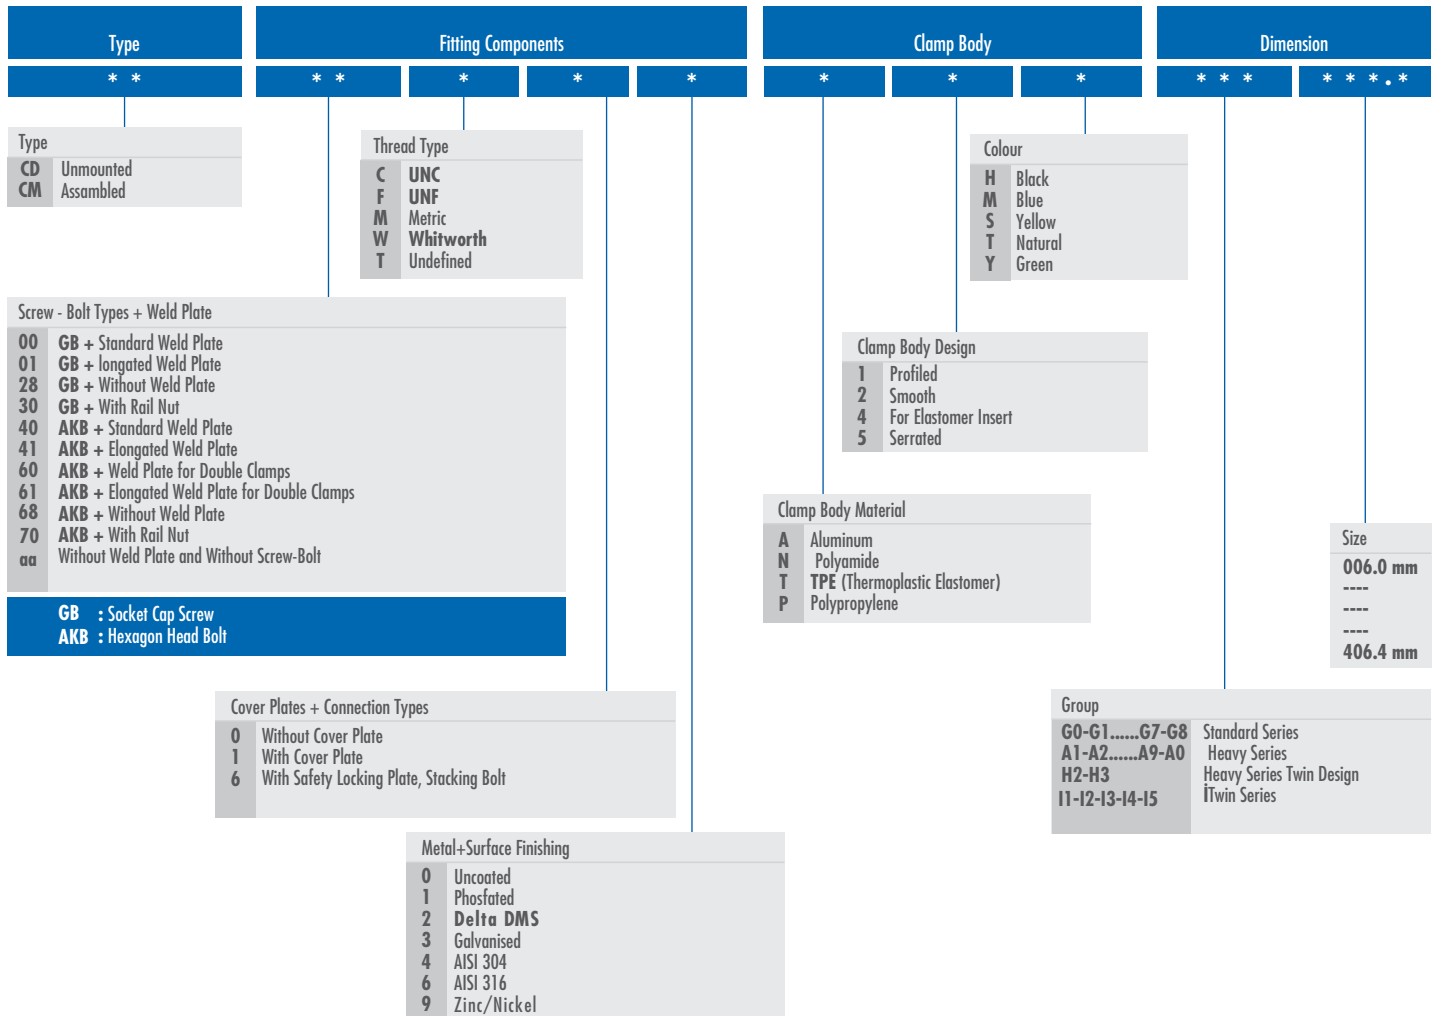 Type
Fitting Components
Clamp Body
Dimension
* *
* *
*
*
*
*
*
*
* * *
* * * . *
Type
CD Unmounted
CM Assambled
Thread Type
C UNC
F UNF
M Metric
W Whitworth
T Undefined
Colour
H Black
M Blue
S Yellow
T Natural
Y Green
Screw - Bolt Types + Weld Plate
00 GB + Standard Weld Plate
01 GB + longated Weld Plate
28 GB + Without Weld Plate
30 GB + With Rail Nut
40 AKB + Standard Weld Plate
41 AKB + Elongated Weld Plate
60 AKB + Weld Plate for Double Clamps
61 AKB + Elongated Weld Plate for Double Clamps
68 AKB + Without Weld Plate
70 AKB + With Rail Nut
aa Without Weld Plate and Without Screw-Bolt
GB : Socket Cap Screw
AKB : Hexagon Head Bolt
Clamp Body Design
1 Profiled
2 Smooth
4 For Elastomer Insert
5 Serrated
Clamp Body Material
A Aluminum
N Polyamide
T TPE (Thermoplastic Elastomer)
P Polypropylene
Size
006.0 mm
----
----
----
406.4 mm
Cover Plates + Connection Types
0 Without Cover Plate
1 With Cover Plate
6 With Safety Locking Plate, Stacking Bolt
Group
G0-G1......G7-G8 Standard Series
A1-A2......A9-A0 Heavy Series
H2-H3 Heavy Series Twin Design
I1-I2-I3-I4-I5 İTwin Series
Metal+Surface Finishing
0 Uncoated
1 Phosfated
2 Delta DMS
3 Galvanised
4 AISI 304
6 AISI 316
9 Zinc/Nickel